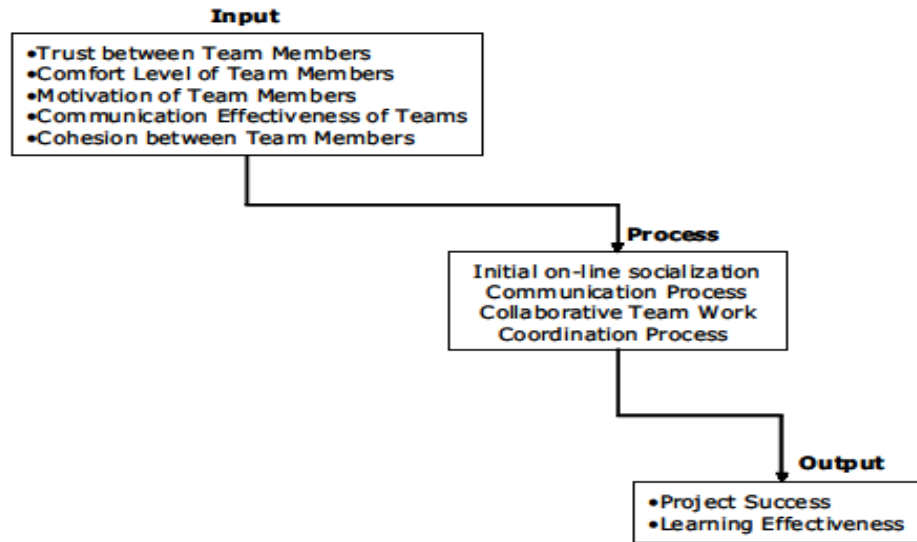 Input
•Trust between Team Members
•Comfort Level of Team Members
•Motivation of Team Members
•Communication Effectiveness of Teams
•Cohesion between Team Members
Process
Initial on-line socialization
Communication Process
Collaborative Team Work
Coordination Process
Output
•Project Success
•Learning Effectiveness